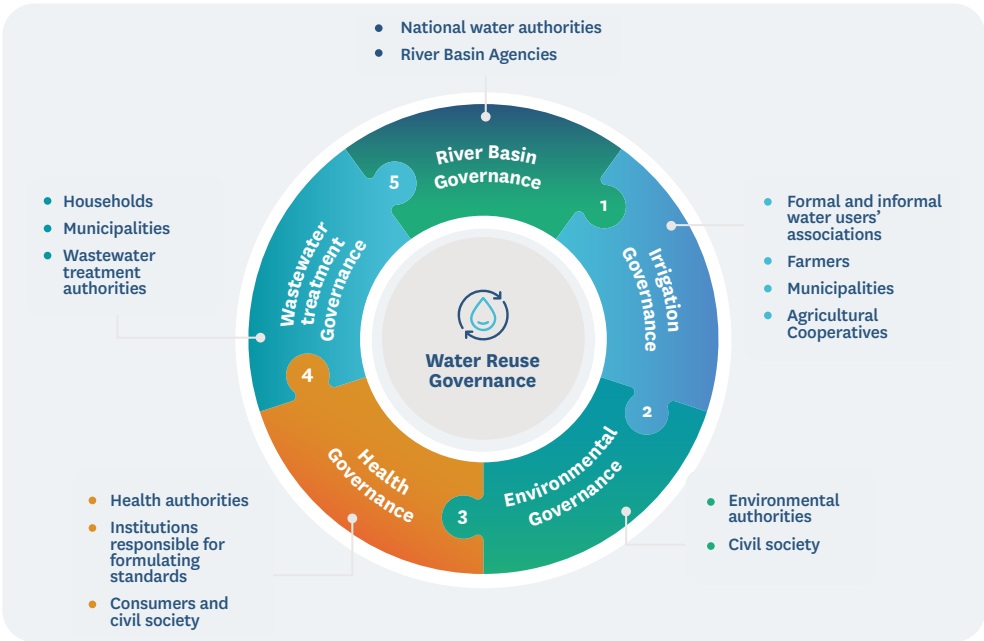 National water authorities
River Basin Agencies
River Basin
Governance
1
Formal and informal
water users’
associations
Farmers
Municipalities
Agricultural
Cooperatives
Irrigation
Governance
2
Environmental
Governance
Environmental
authorities
Civil society
3
Health
Governance
Health authorities
Institutions
responsible for
formulating
standards
Consumers and
civil society
4
Wastewater
treatment
Governance
Households
Municipalities
Wastewater
treatment
authorities
5
Water Reuse
Governance